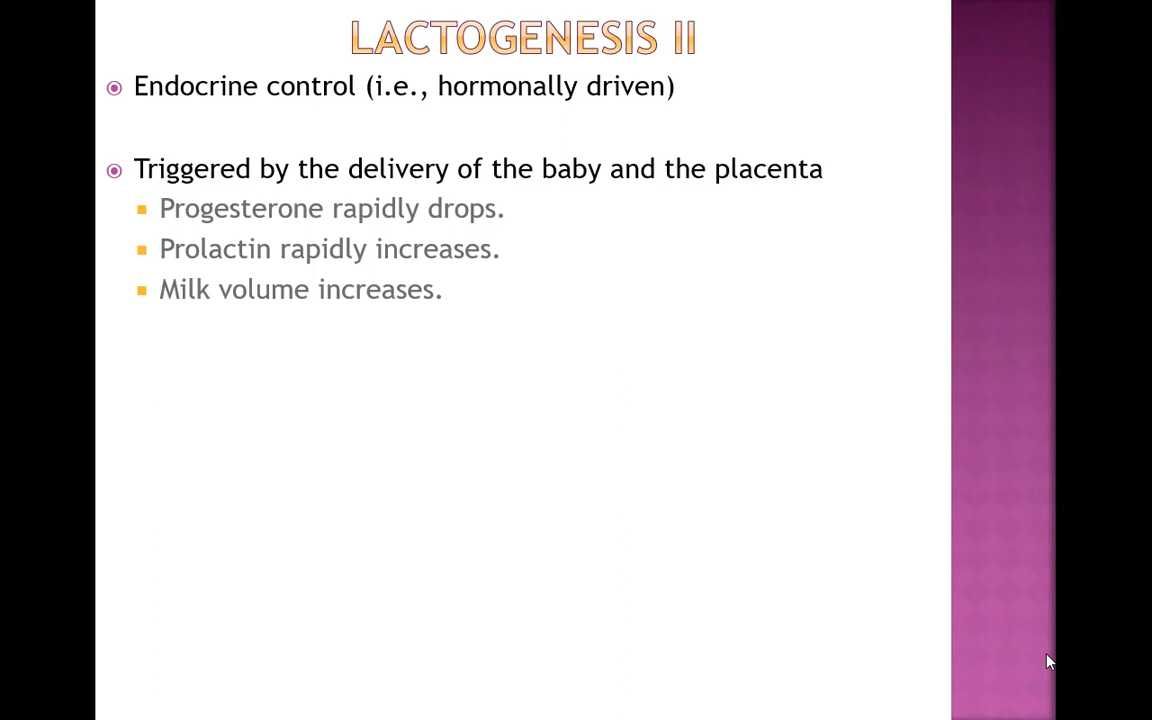 LACTOGENESIS II
Endocrine control (i.e., hormonally driven)
Triggered by the delivery of the baby and the placenta
Progesterone rapidly drops.
Prolactin rapidly increases.
Milk volume increases.